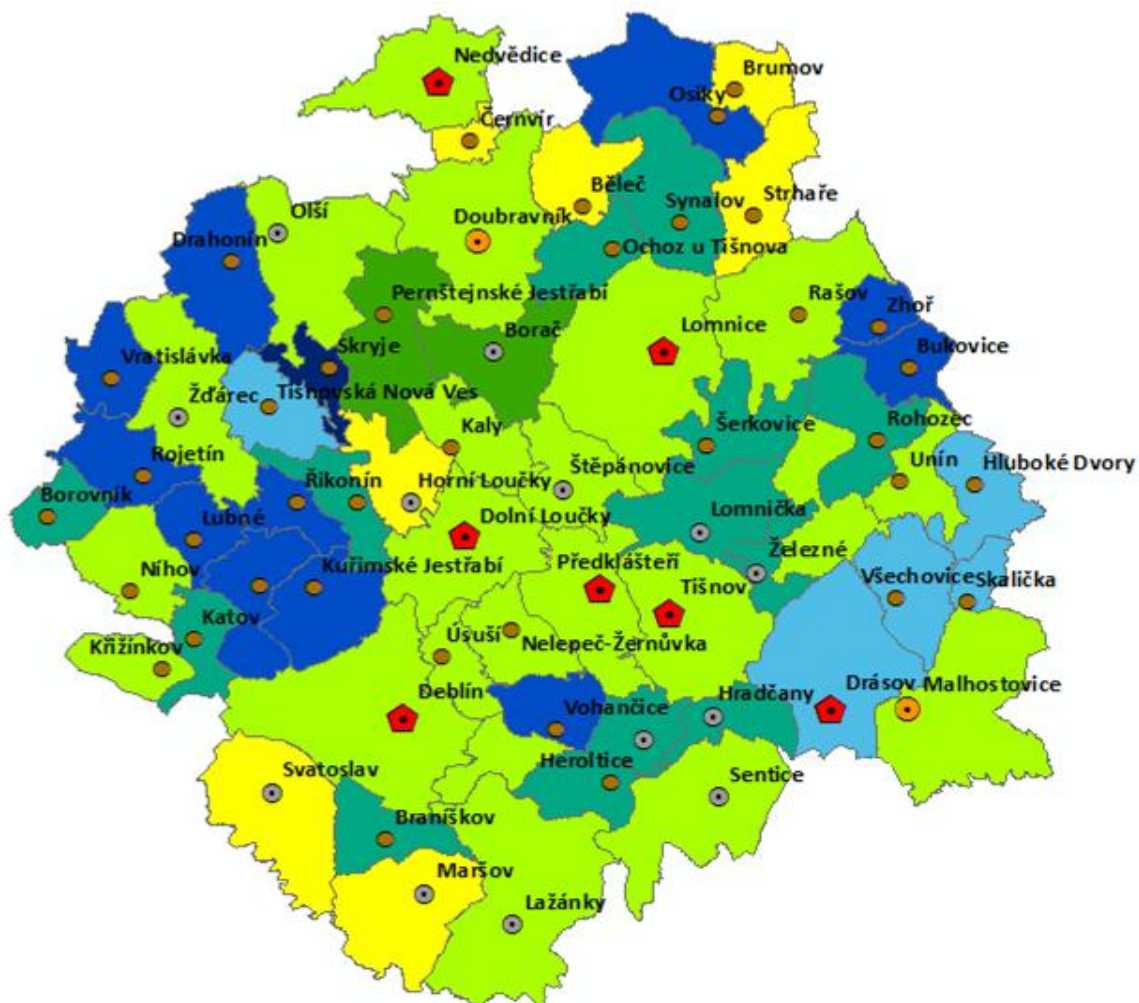 Nedvědice
Brumov
Osiky
Černvír
Běleč
Synalov
Strhaře
Olší
Doubravník
Drahonín
Ochoz u Tišnova
Pernštejnské Jestřabí
Rašov
Zhoř
Borač
Lomnice
Skryje
Bukovice
Vratislávka
Žďárec
Tišnovská Nová Ves
Kaly
Šerkovice
Rohozec
Rojetín
Štěpánovice
Unín
Hluboké Dvory
Říkonín
Horní Loučky
Borovník
Lubné
Dolní Loučky
Lomnička
Železné
Níhov
Kuřimské Jestřabí
Předklášteří
Tišnov
Všechovice
Skalička
Katov
Křižínkov
Úsuší
Nelepeč-Žernůvka
Deblín
Vohančice
Hradčany
Drásov
Malhostovice
Svatoslav
Heroltice
Sentice
Braníškov
Maršov
Lažánky